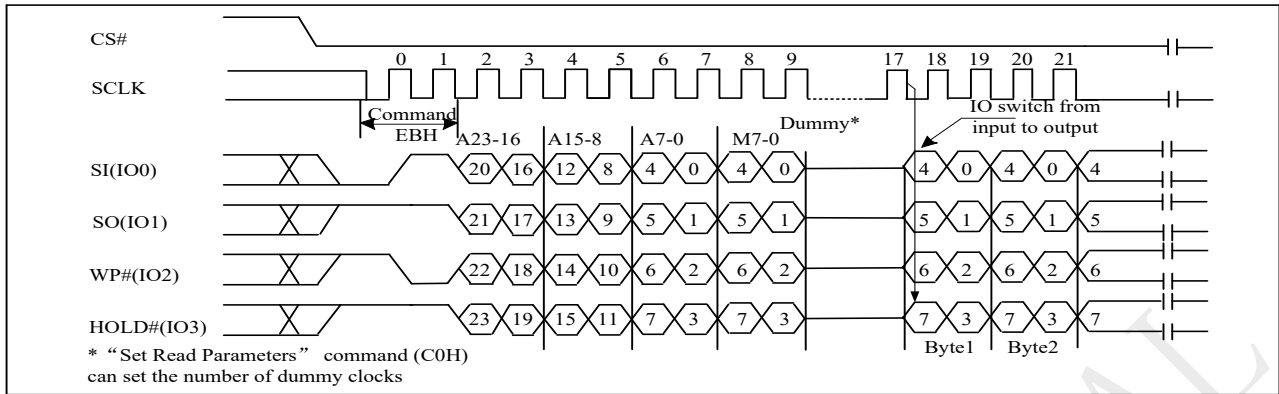 CS#
0 1 2 3 4 5 6 7 8 9 17 18 19 20 21
SCLK
Command
EBH
IO switch from
input to output
Dummy*
A23-16 A15-8 A7-0 M7-0
SI(IO0) 20 16 12 8 4 0 4 0 4 0 4 0 4
SO(IO1) 21 17 13 9 5 1 5 1 5 1 5 1 5
WP#(IO2) 22 18 14 10 6 2 6 2 6 2 6 2 6
HOLD#(IO3) 23 19 15 11 7 3 7 3 7 3 7 3 7
Byte1 Byte2
* “Set Read Parameters” command (C0H)
can set the number of dummy clocks